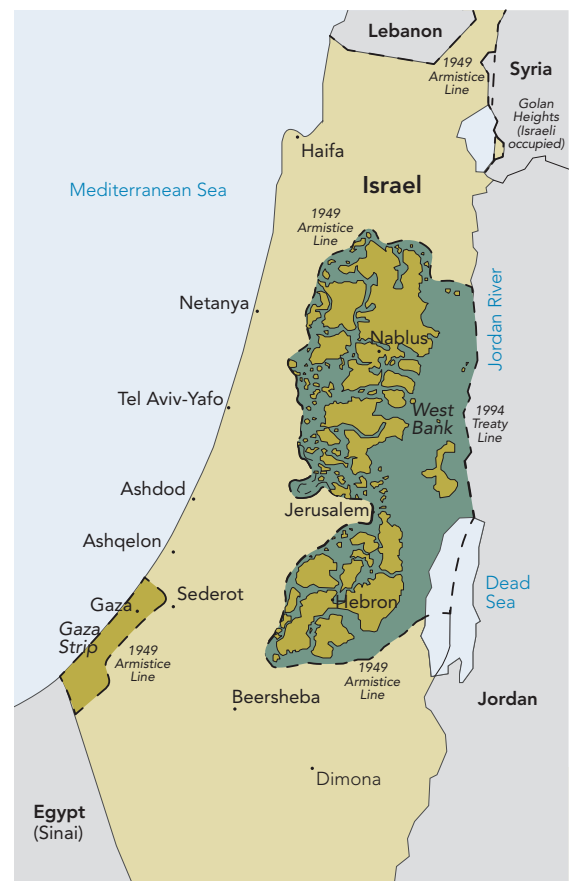 Lebanon
1949
Armistice
Line
Syria
Golan
Heights
(Israeli
occupied)
Haifa
Mediterranean Sea
Israel
1949
Armistice
Line
Netanya
Jordan River
Nablus
Tel Aviv-Yafo
West
Bank
1994
Treaty
Line
Ashdod
Jerusalem
Ashqelon
Dead
Sea
Gaza
Sederot
Hebron
Gaza
Strip
1949
Armistice
Line
1949
Armistice
Line
Beersheba
Jordan
Dimona
Egypt
(Sinai)